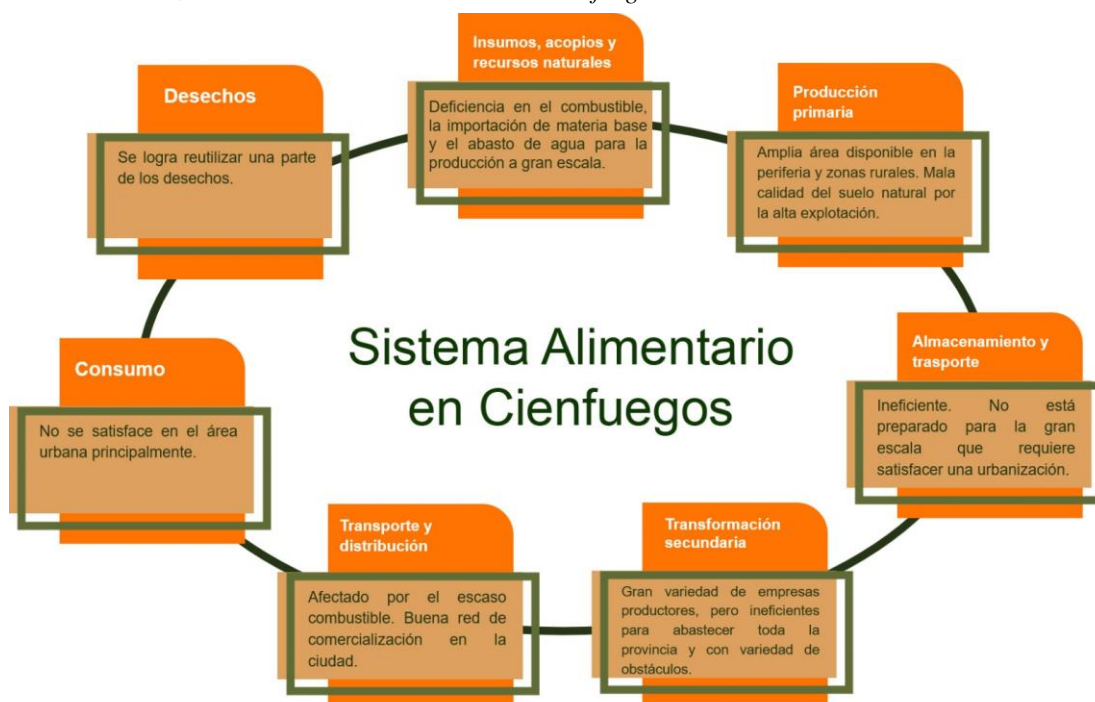 Insumos, acopios y
recursos naturales
Deficiencia en el combustible,
la importación de materia base
y el abasto de agua para la
producción a gran escala.
Producción
primaria
Amplia área disponible en la
periferia y zonas rurales. Mala
calidad del suelo natural por
la alta explotación.
Almacenamiento y
trasporte
Ineficiente. No está
preparado para la gran
escala que requiere
satisfacer una urbanización.
Transformación
secundaria
Gran variedad de empresas
productores, pero ineficientes
para abastecer toda la
provincia y con variedad de
obstáculos.
Transporte y
distribución
Afectado por el escaso
combustible. Buena red de
comercialización en la
ciudad.
Consumo
No se satisface en el área
urbana principalmente.
Desechos
Se logra reutilizar una parte
de los desechos.
Sistema Alimentario
en Cienfuegos